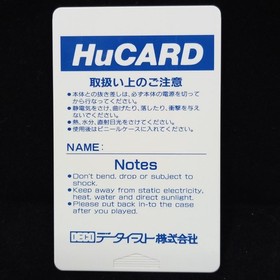 HuCARD
取扱い上のご注意
●本体との抜き差しは、必ず本体の電源を切って
から行なってください。
●静電気をさけ、曲げたり、落したり、衝撃を与え
ないでください。
●熱、水分、直射日光をさけてください。
●使用後はビニールケースに入れてください。
NAME:
Notes
●Don't bend, drop or subject to
shock.
●Keep away from static electricity,
heat. water and direct sunlight.
●Please put back in-to the case
after you played.
DECO データイースト株式会社